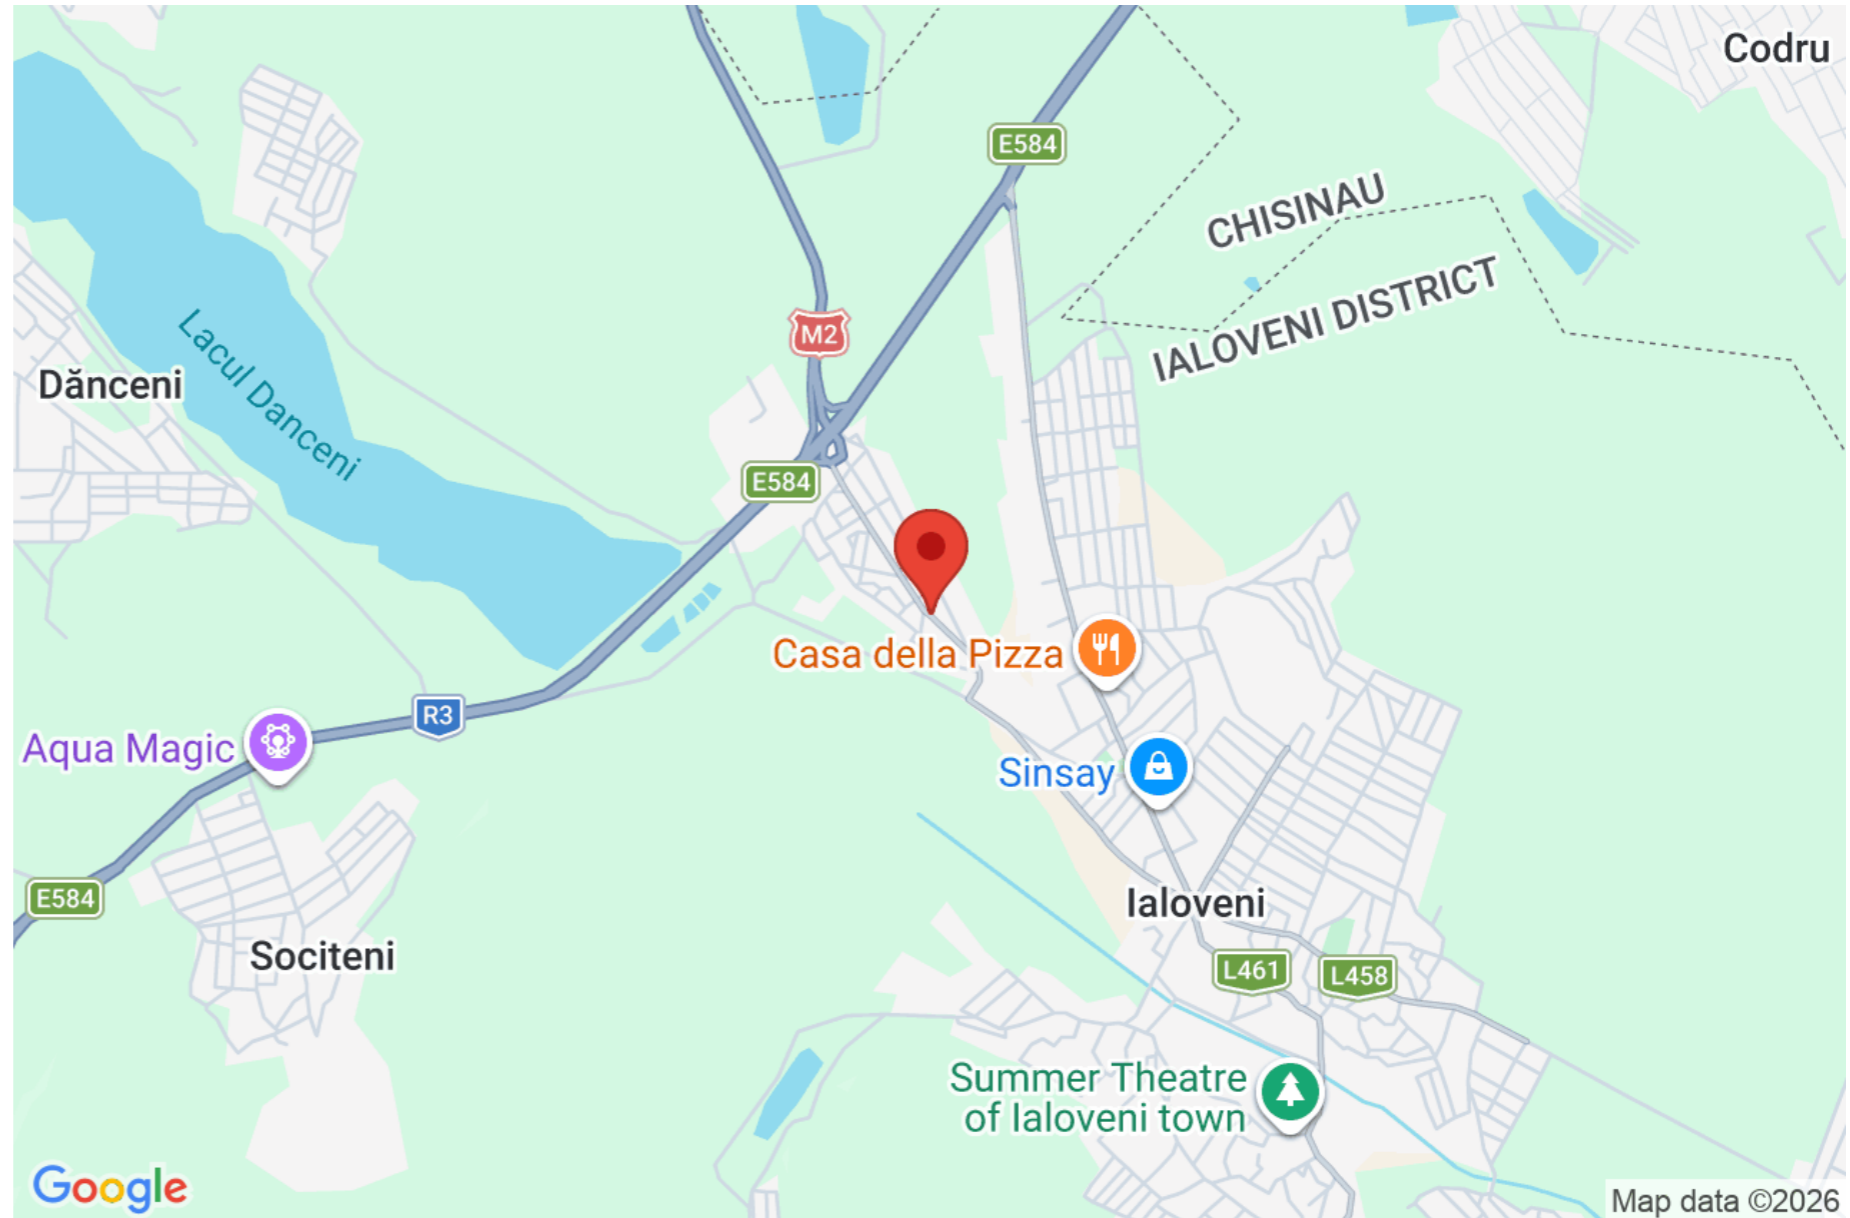 Codru
E584
CHISINAU
IALOVENI DISTRICT
M2
Lacul Danceni
Dănceni
E584
Casa della Pizza
R3
Aqua Magic
Sinsay
E584
Ialoveni
Sociteni
L461
L458
Summer Theatre
of Ialoveni town
Google
Map data ©2026